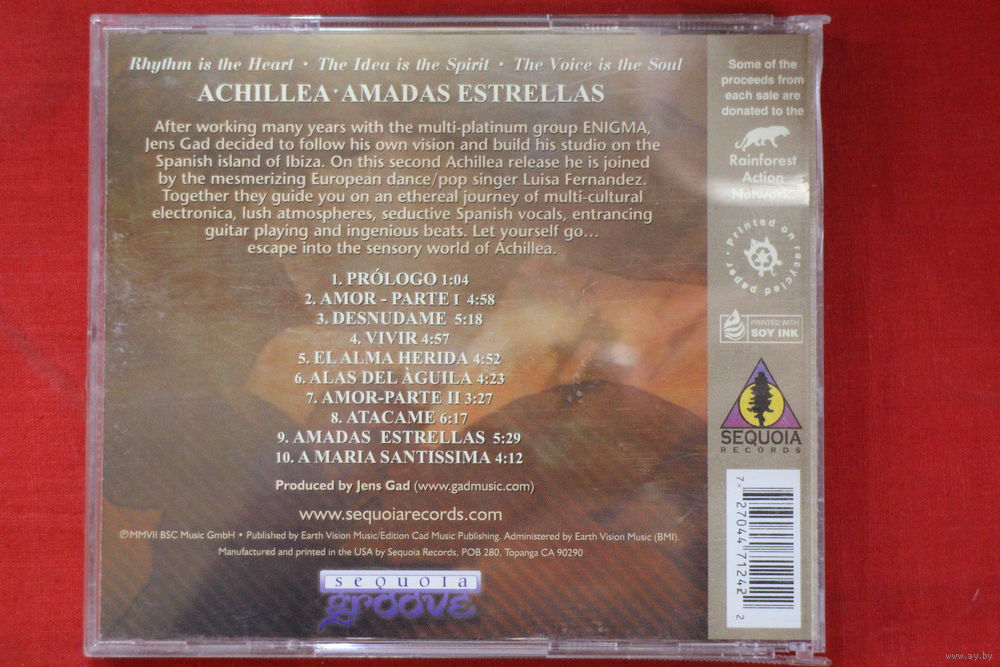 Rhythm is the Heart · The Idea is the Spirit · The Voice is the Soul
ACHILLEA · AMADAS ESTRELLAS
After working many years with the multi-platinum group ENIGMA,
Jens Gad decided to follow his own vision and build his studio on the
Spanish island of Ibiza. On this second Achillea release he is joined
by the mesmerizing European dance/pop singer Luisa Fernandez.
Together they guide you on an ethereal journey of multi-cultural
electronica, lush atmospheres, seductive Spanish vocals, entrancing
guitar playing and ingenious beats. Let yourself go...
escape into the sensory world of Achillea.
1. PRÓLOGO 1:04
2. AMOR - PARTE I 4:58
3. DESNUDAME 5:18
4. VIVIR 4:57
5. EL ALMA HERIDA 4:52
6. ALAS DEL ÀGUILA 4:23
7. AMOR-PARTE II 3:27
8. ATACAME 6:17
9. AMADAS ESTRELLAS 5:29
10. A MARIA SANTISSIMA 4:12
Produced by Jens Gad (www.gadmusic.com)
www.sequoiarecords.com
℗MMVII BSC Music GmbH • Published by Earth Vision Music/Edition Cad Music Publishing. Administered by Earth Vision Music (BMI).
Manufactured and printed in the USA by Sequoia Records, POB 280, Topanga CA 90290
sequoia
groove
Some of the
proceeds from
each sale are
donated to the
Rainforest
Action
Network
• Printed on recycled paper
PRINTED WITH
SOY INK
SEQUOIA
RECORDS
7 27044 71242 2
www.ay.by